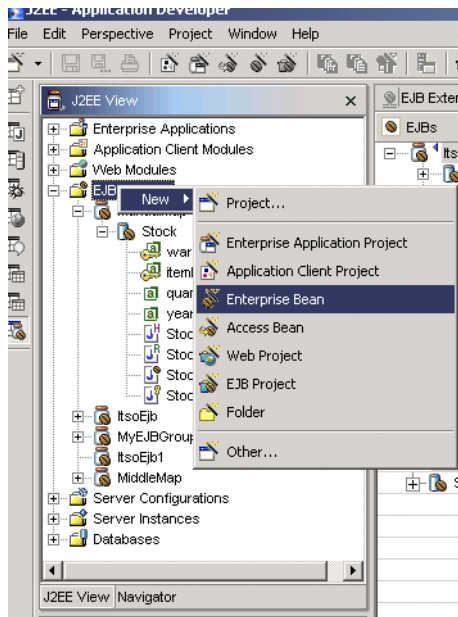 J2EE - Application Developer
File Edit Perspective Project Window Help
J2EE View
EJB
EJBs
Enterprise Applications
Application Client Modules
Web Modules
EJB
New
Project...
Enterprise Application Project
Application Client Project
Enterprise Bean
Access Bean
Web Project
EJB Project
Folder
Other...
Stock
ItsoEjb
MyEJBGroup
ItsoEjb1
MiddleMap
Server Configurations
Server Instances
Databases
J2EE View Navigator